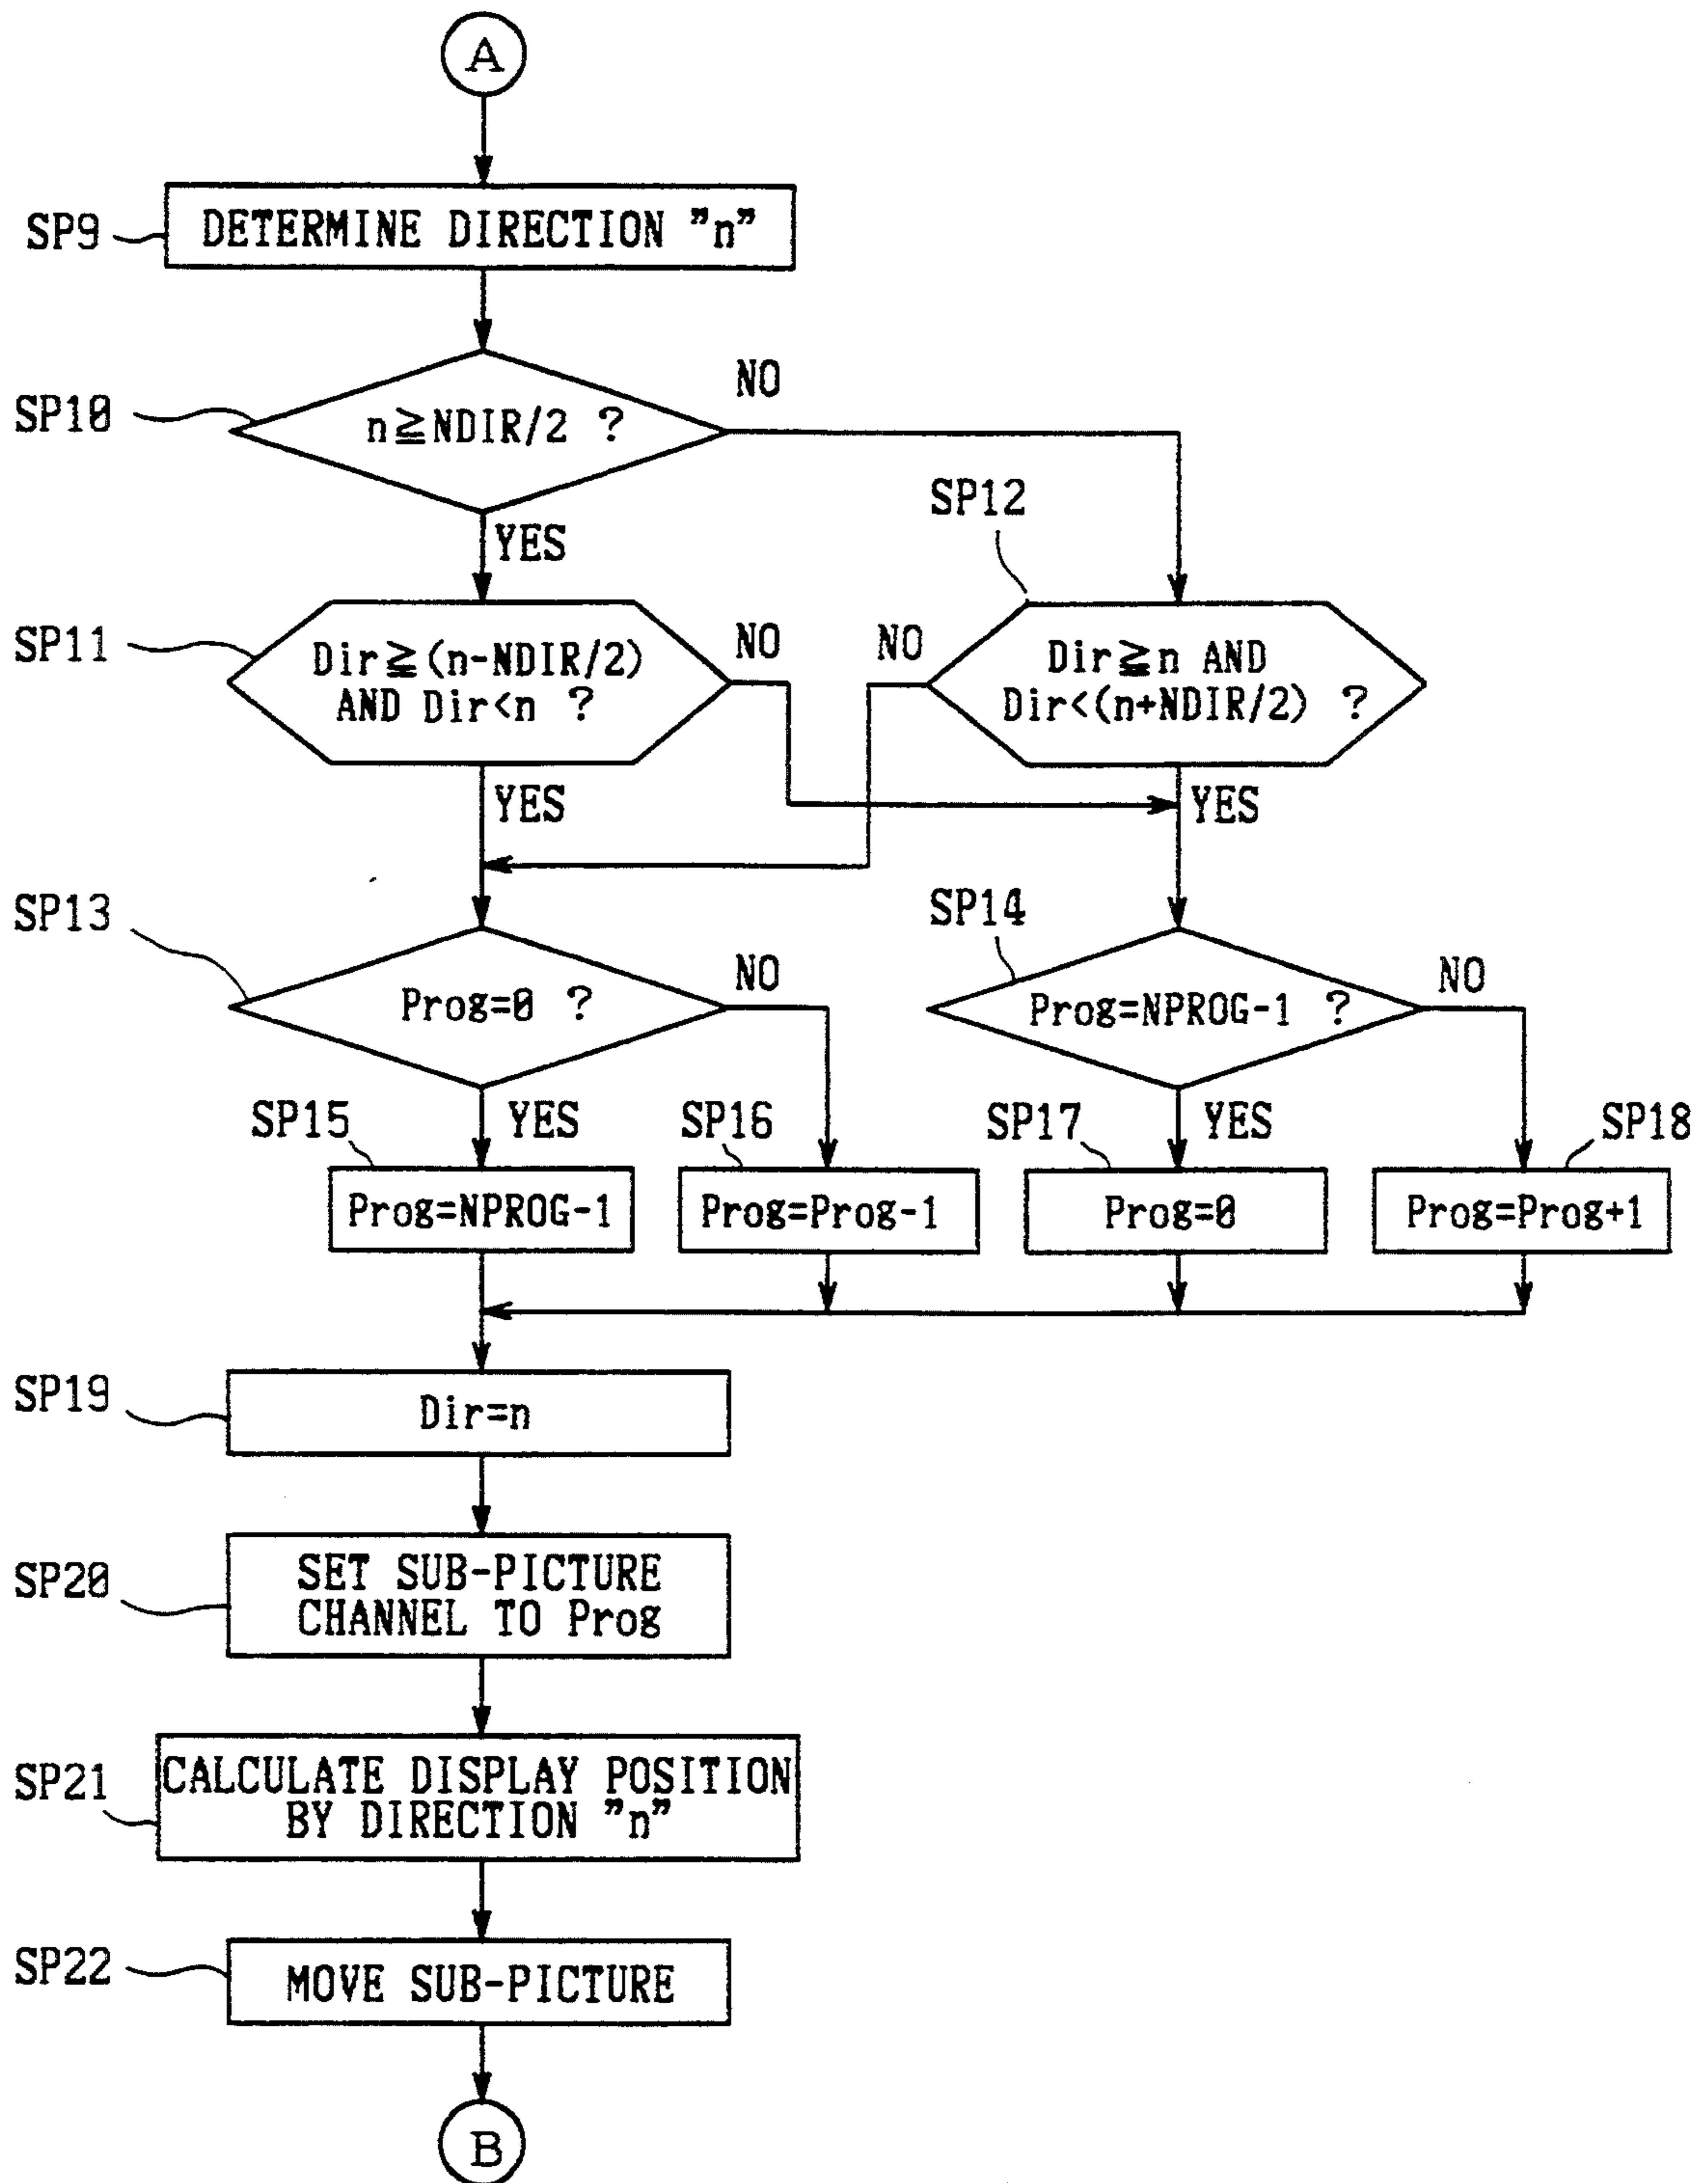 A
SP9
DETERMINE DIRECTION "n"
SP10
n≧NDIR/2 ?
NO
YES
SP12
SP11
Dir≧(n-NDIR/2)
AND Dir<n ?
NO
NO
Dir≧n AND
Dir<(n+NDIR/2) ?
YES
YES
SP13
Prog=0 ?
NO
SP14
Prog=NPROG-1 ?
NO
SP15
YES
SP16
SP17
YES
SP18
Prog=NPROG-1
Prog=Prog-1
Prog=0
Prog=Prog+1
SP19
Dir=n
SP20
SET SUB-PICTURE
CHANNEL TO Prog
SP21
CALCULATE DISPLAY POSITION
BY DIRECTION "n"
SP22
MOVE SUB-PICTURE
B